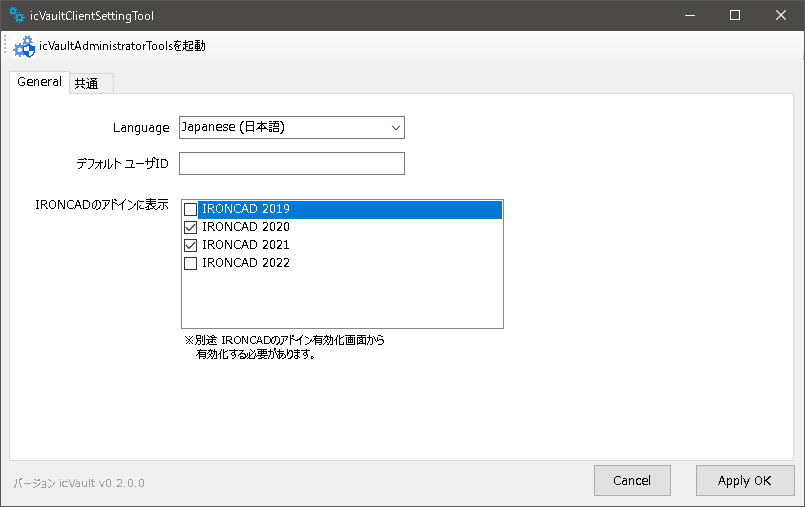 icVaultClientSettingTool
icVaultAdministratorToolsを起動
General 共通
Language Japanese (日本語)
デフォルト ユーザID
IRONCADのアドインに表示
IRONCAD 2019
IRONCAD 2020
IRONCAD 2021
IRONCAD 2022
※別途 IRONCADのアドイン有効化画面から
有効化する必要があります。
バージョン icVault v0.2.0.0
Cancel Apply OK